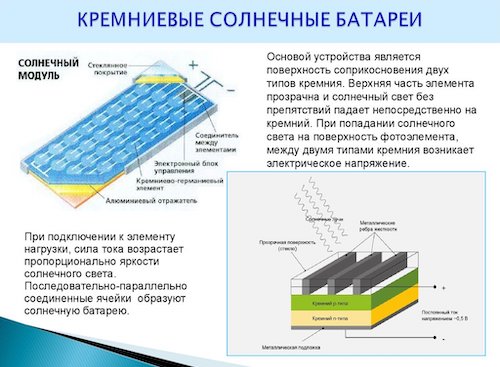 КРЕМНИЕВЫЕ СОЛНЕЧНЫЕ БАТАРЕИ
СОЛНЕЧНЫЙ
МОДУЛЬ
Стеклянное
покрытие
+
-
Соединитель
между
элементами
Электронный блок
управления
Кремниево-германиевый
элемент
Алюминиевый отражатель
Основой устройства является
поверхность соприкосновения двух
типов кремния. Верхняя часть элемента
прозрачна и солнечный свет без
препятствий падает непосредственно на
кремний. При попадании солнечного
света на поверхность фотоэлемента,
между двумя типами кремния возникает
электрическое напряжение.
При подключении к элементу
нагрузки, сила тока возрастает
пропорционально яркости
солнечного света.
Последовательно-параллельно
соединенные ячейки образуют
солнечную батарею.
Металлические
ребра жесткости
Прозрачная поверхность
(стекло)
+
Кремний p-типа
Кремний n-типа
Постоянный ток
напряжением ~0,5 В
-
Металлическая подложка